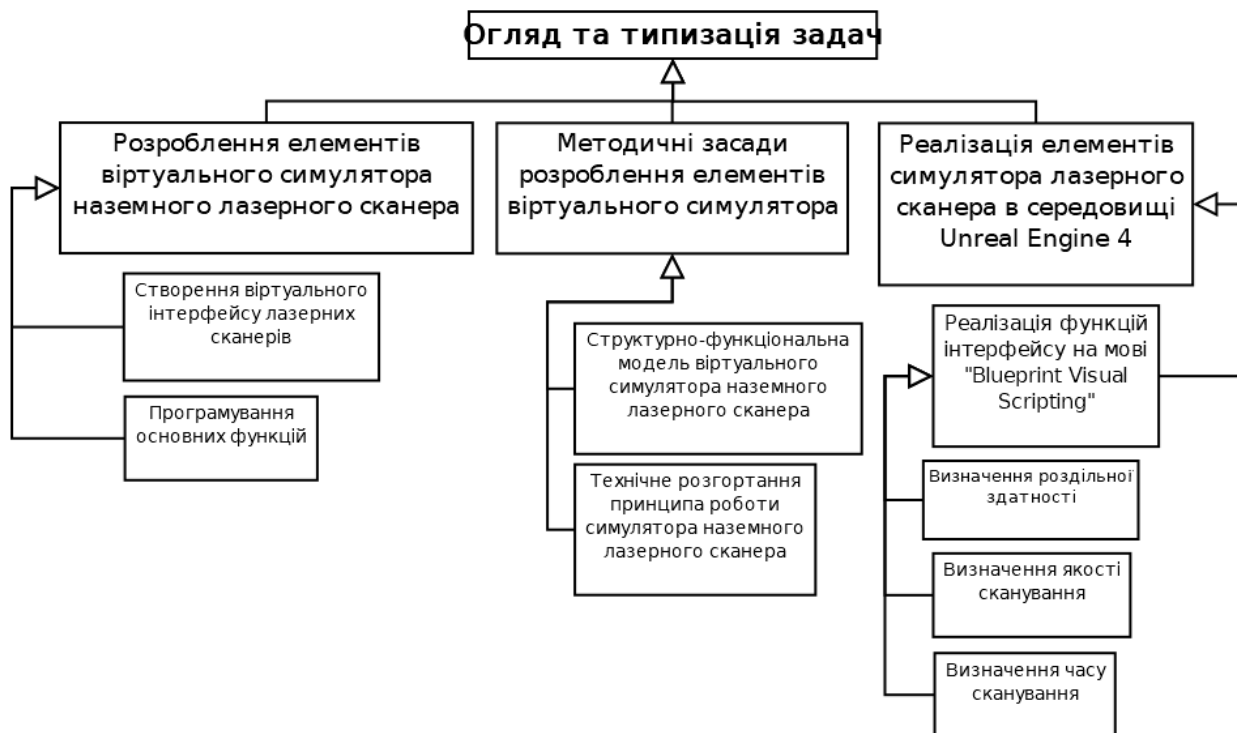 Огляд та типизація задач
Розроблення елементів
віртуального симулятора
наземного лазерного сканера
Методичні засади
розроблення елементів
віртуального симулятора
Реалізація елементів
симулятора лазерного
сканера в середовищі
Unreal Engine 4
Створення віртуального
інтерфейсу лазерних
сканерів
Програмування
основних функцій
Структурно-функціональна
модель віртуального
симулятора наземного
лазерного сканера
Технічне розгортання
принципа роботи
симулятора наземного
лазерного сканера
Реалізація функцій
інтерфейсу на мові
"Blueprint Visual
Scripting"
Визначення роздільної
здатності
Визначення якості
сканування
Визначення часу
сканування